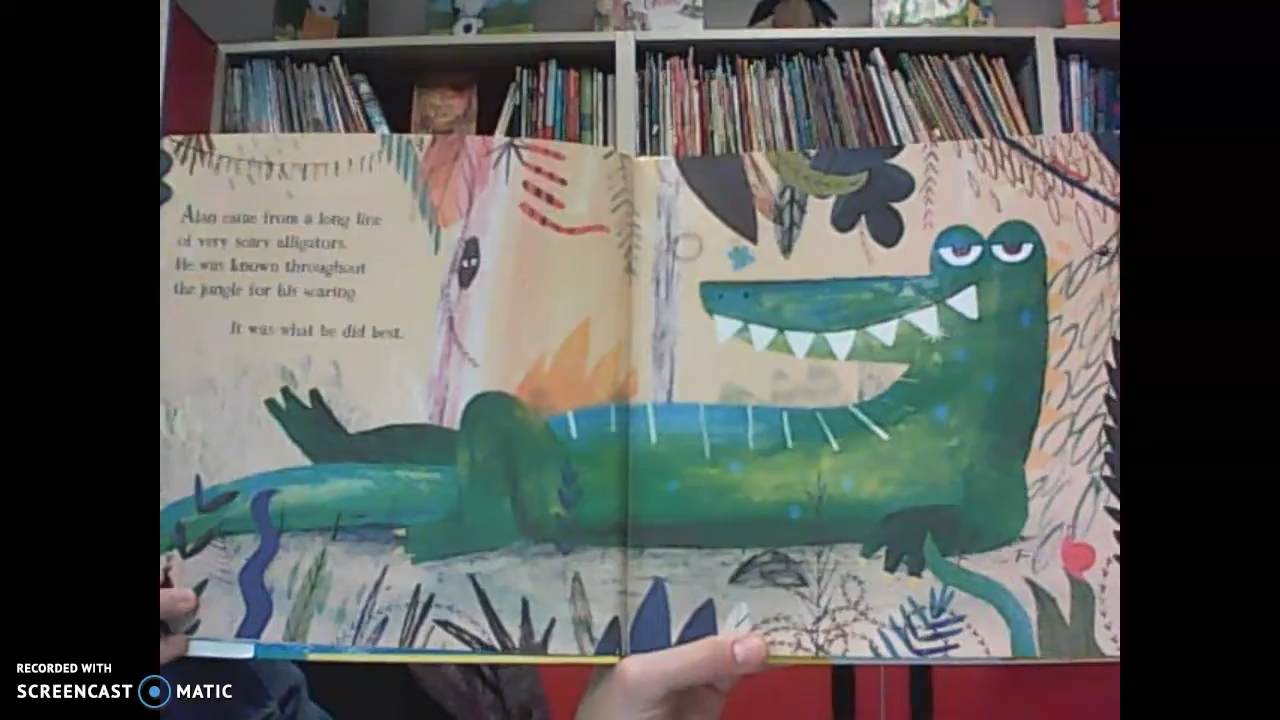 Alan came from a long line
of very scary alligators.
He was known throughout
the jungle for his scaring.
It was what he did best.
RECORDED WITH
SCREENCAST MATIC